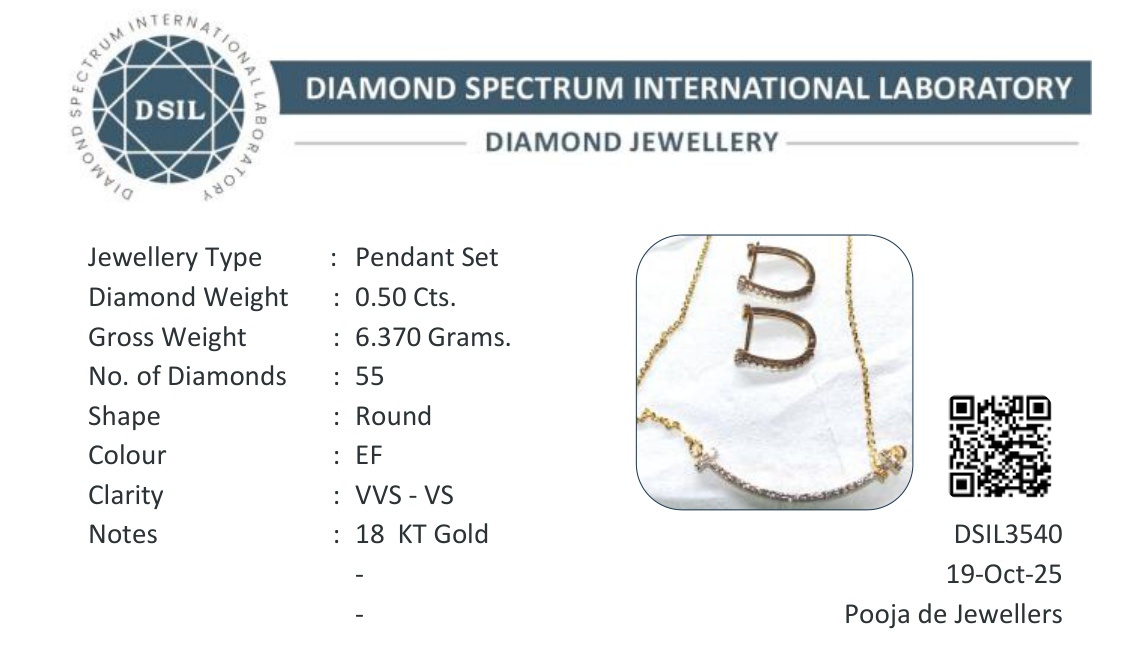 DIAMOND SPECTRUM INTERNATIONAL LABORATORY
DSIL
DIAMOND SPECTRUM INTERNATIONAL LABORATORY
DIAMOND JEWELLERY
Jewellery Type : Pendant Set
Diamond Weight : 0.50 Cts.
Gross Weight : 6.370 Grams.
No. of Diamonds : 55
Shape : Round
Colour : EF
Clarity : VVS - VS
Notes : 18 KT Gold
-
-
DSIL3540
19-Oct-25
Pooja de Jewellers